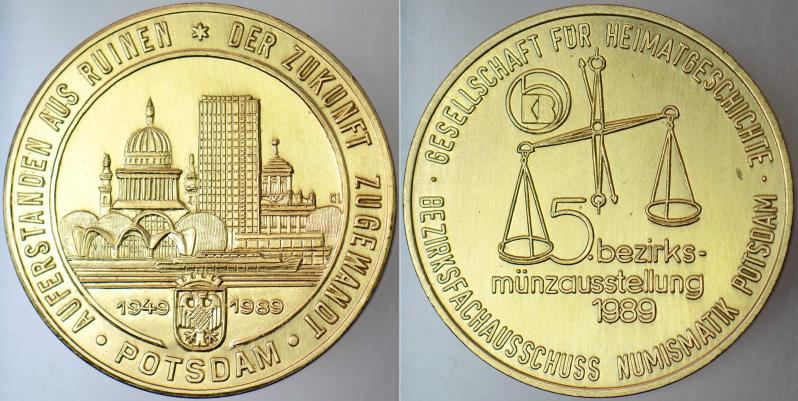 AUFERSTANDEN AUS RUINEN * DER ZUKUNFT ZUGEWANDT
1949 1989
· POTSDAM ·
· GESELLSCHAFT FÜR HEIMATGESCHICHTE ·
KB
5. bezirks-
münzausstellung
1989
BEZIRKSFACHAUSSCHUSS NUMISMATIK POTSDAM